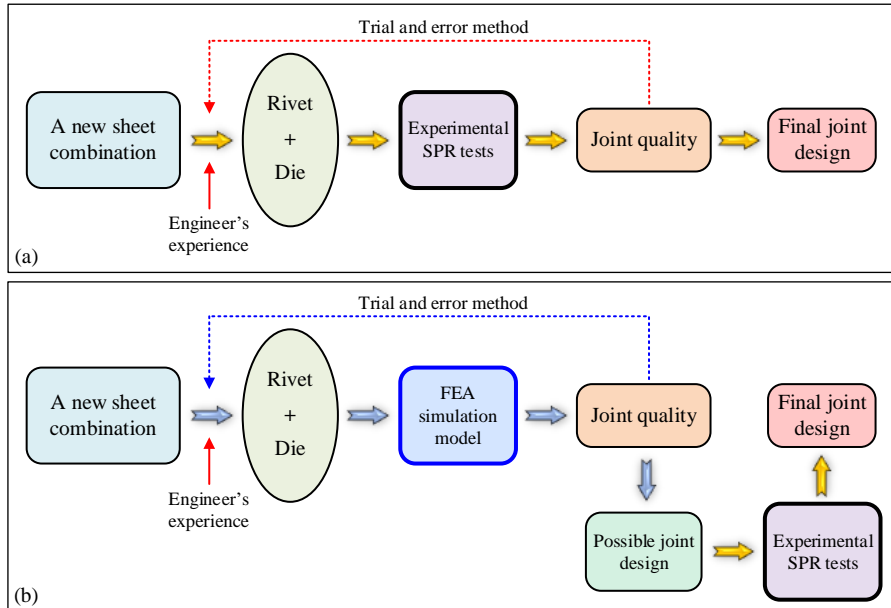 Trial and error method
A new sheet
combination
Rivet
+
Die
Experimental
SPR tests
Joint quality
Final joint
design
Engineer's
experience
(a)
Trial and error method
A new sheet
combination
Rivet
+
Die
FEA
simulation
model
Joint quality
Final joint
design
Engineer's
experience
Possible joint
design
Experimental
SPR tests
(b)